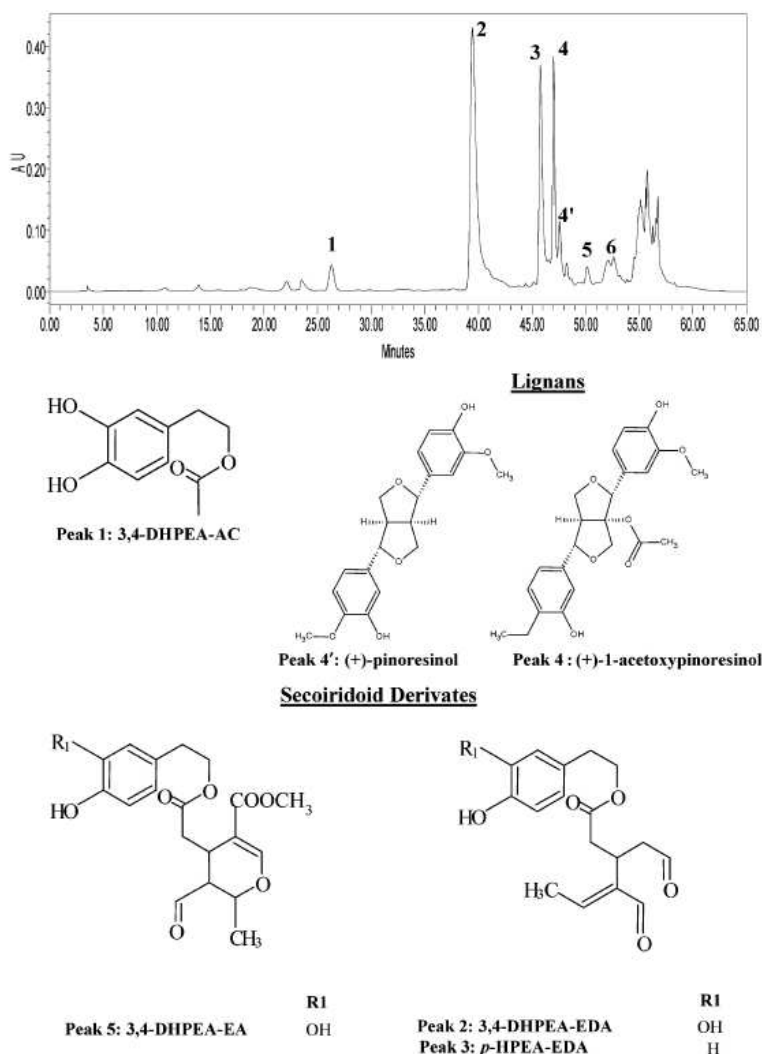 0.40
2
3
4
0.30
AU
0.20
4'
0.10
1
5
6
0.00
0.00 5.00 10.00 15.00 20.00 25.00 30.00 35.00 40.00 45.00 50.00 55.00 60.00 65.00
Minutes
Lignans
HO
HO
O
O
Peak 1: 3,4-DHPEA-AC
OH
O
CH₃
O
H
H
O
H₃C
O
OH
Peak 4′: (+)-pinoresinol
OH
O
CH₃
O
H
O
CH₃
O
O
H₃C
OH
Peak 4 : (+)-1-acetoxypinoresinol
Secoiridoid Derivates
R₁
HO
O
O
COOCH₃
O
O
CH₃
R₁
HO
O
O
H₃C
O
O
R1
Peak 5: 3,4-DHPEA-EA OH
R1
Peak 2: 3,4-DHPEA-EDA OH
Peak 3: p-HPEA-EDA H